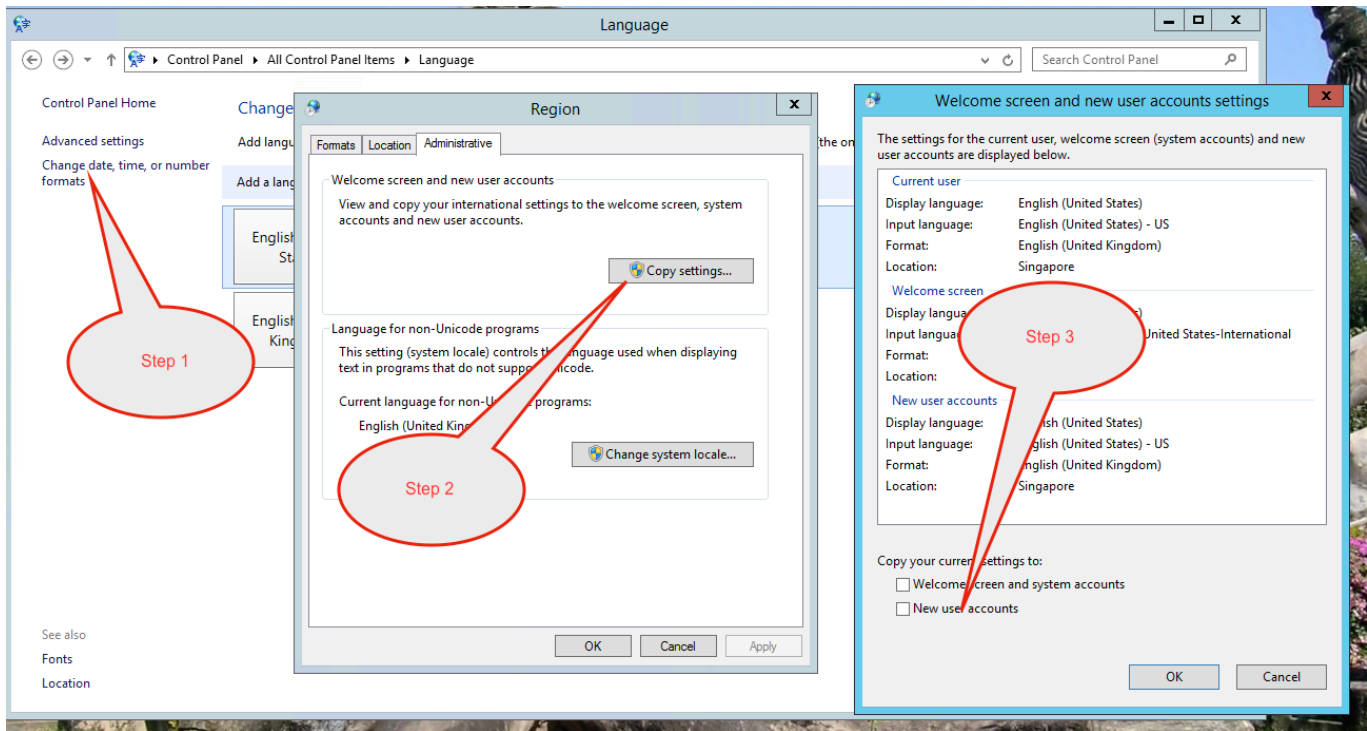 Language
Control Panel ▸ All Control Panel Items ▸ Language
Search Control Panel
Control Panel Home
Advanced settings
Change date, time, or number
formats
See also
Fonts
Location
Change
Add langu
(the on
Add a lang
English
St
English
King
Step 1
Region
Formats
Location
Administrative
Welcome screen and new user accounts
View and copy your international settings to the welcome screen, system
accounts and new user accounts.
Copy settings...
Language for non-Unicode programs
This setting (system locale) controls th nguage used when displaying
text in programs that do not suppo icode.
Current language for non-U programs:
English (United King
Change system locale...
Step 2
OK
Cancel
Apply
Welcome screen and new user accounts settings
The settings for the current user, welcome screen (system accounts) and new
user accounts are displayed below.
Current user
Display language: English (United States)
Input language: English (United States) - US
Format: English (United Kingdom)
Location: Singapore
Welcome screen
Display langua
Input langua United States-International
Format:
Location:
Step 3
New user accounts
Display language: ish (United States)
Input language: glish (United States) - US
Format: nglish (United Kingdom)
Location: Singapore
Copy your current settings to:
Welcome screen and system accounts
New user accounts
OK
Cancel